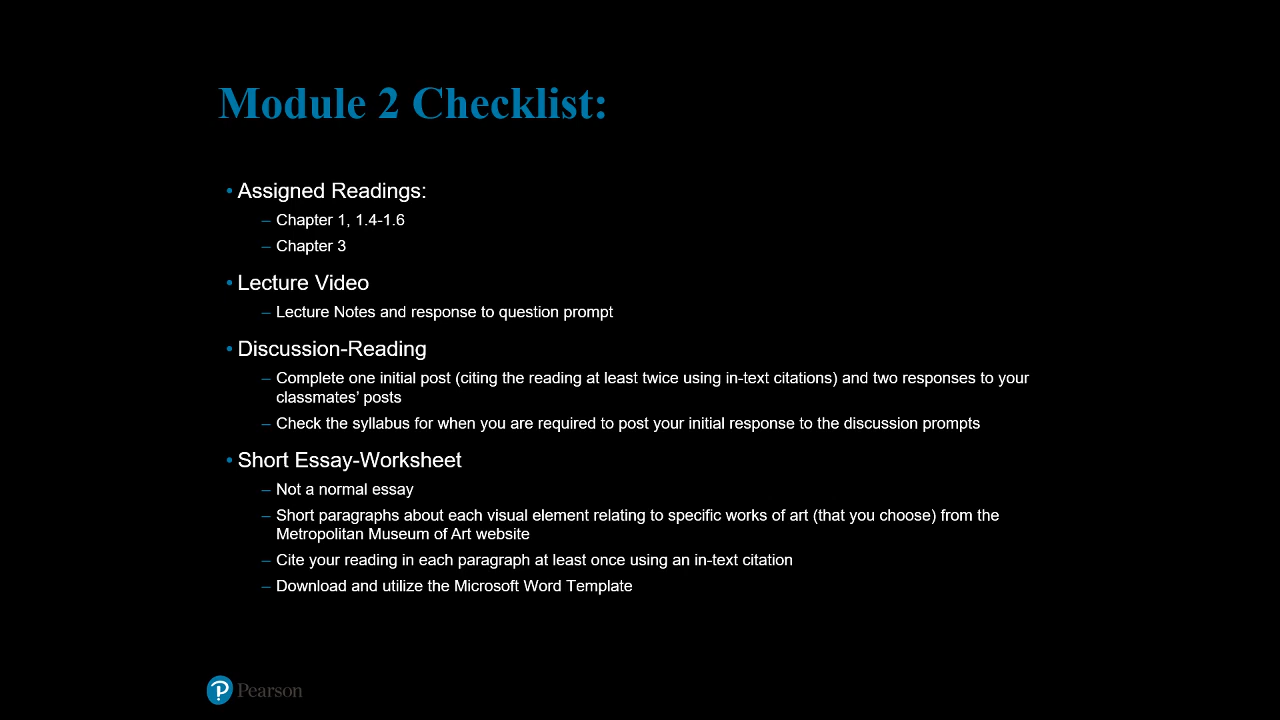 Module 2 Checklist:
• Assigned Readings:
– Chapter 1, 1.4-1.6
– Chapter 3
• Lecture Video
– Lecture Notes and response to question prompt
• Discussion-Reading
– Complete one initial post (citing the reading at least twice using in-text citations) and two responses to your
classmates’ posts
– Check the syllabus for when you are required to post your initial response to the discussion prompts
• Short Essay-Worksheet
– Not a normal essay
– Short paragraphs about each visual element relating to specific works of art (that you choose) from the
Metropolitan Museum of Art website
– Cite your reading in each paragraph at least once using an in-text citation
– Download and utilize the Microsoft Word Template
Pearson